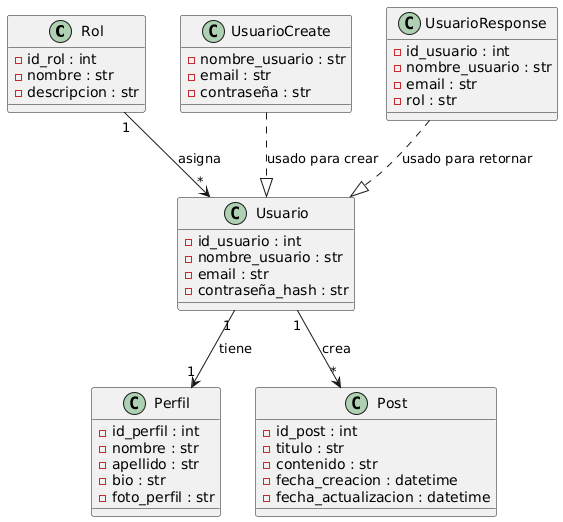 C Rol
id_rol : int
nombre : str
descripcion : str
C UsuarioCreate
nombre_usuario : str
email : str
contraseña : str
C UsuarioResponse
id_usuario : int
nombre_usuario : str
email : str
rol : str
1
asigna
*
usado para crear
usado para retornar
C Usuario
id_usuario : int
nombre_usuario : str
email : str
contraseña_hash : str
1
tiene
1
1
crea
*
C Perfil
id_perfil : int
nombre : str
apellido : str
bio : str
foto_perfil : str
C Post
id_post : int
titulo : str
contenido : str
fecha_creacion : datetime
fecha_actualizacion : datetime